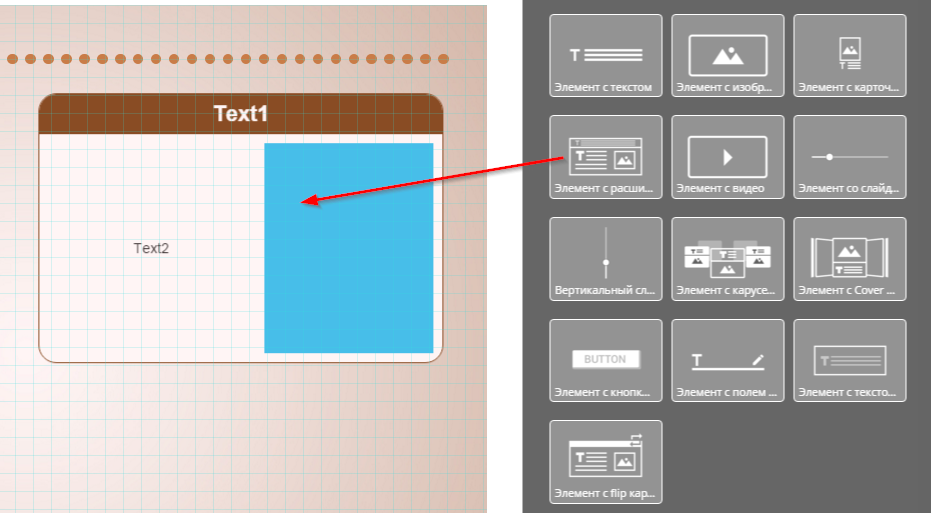 Text1
Text2
Элемент с текстом
Элемент с изобр...
Элемент с карточ...
Элемент с расши...
Элемент с видео
Элемент со слайд...
Вертикальный сл...
Элемент с карусе...
Элемент с Cover ...
BUTTON
Элемент с кнопк...
T
Элемент с полем ...
T
Элемент с тексто...
Элемент с flip кар...